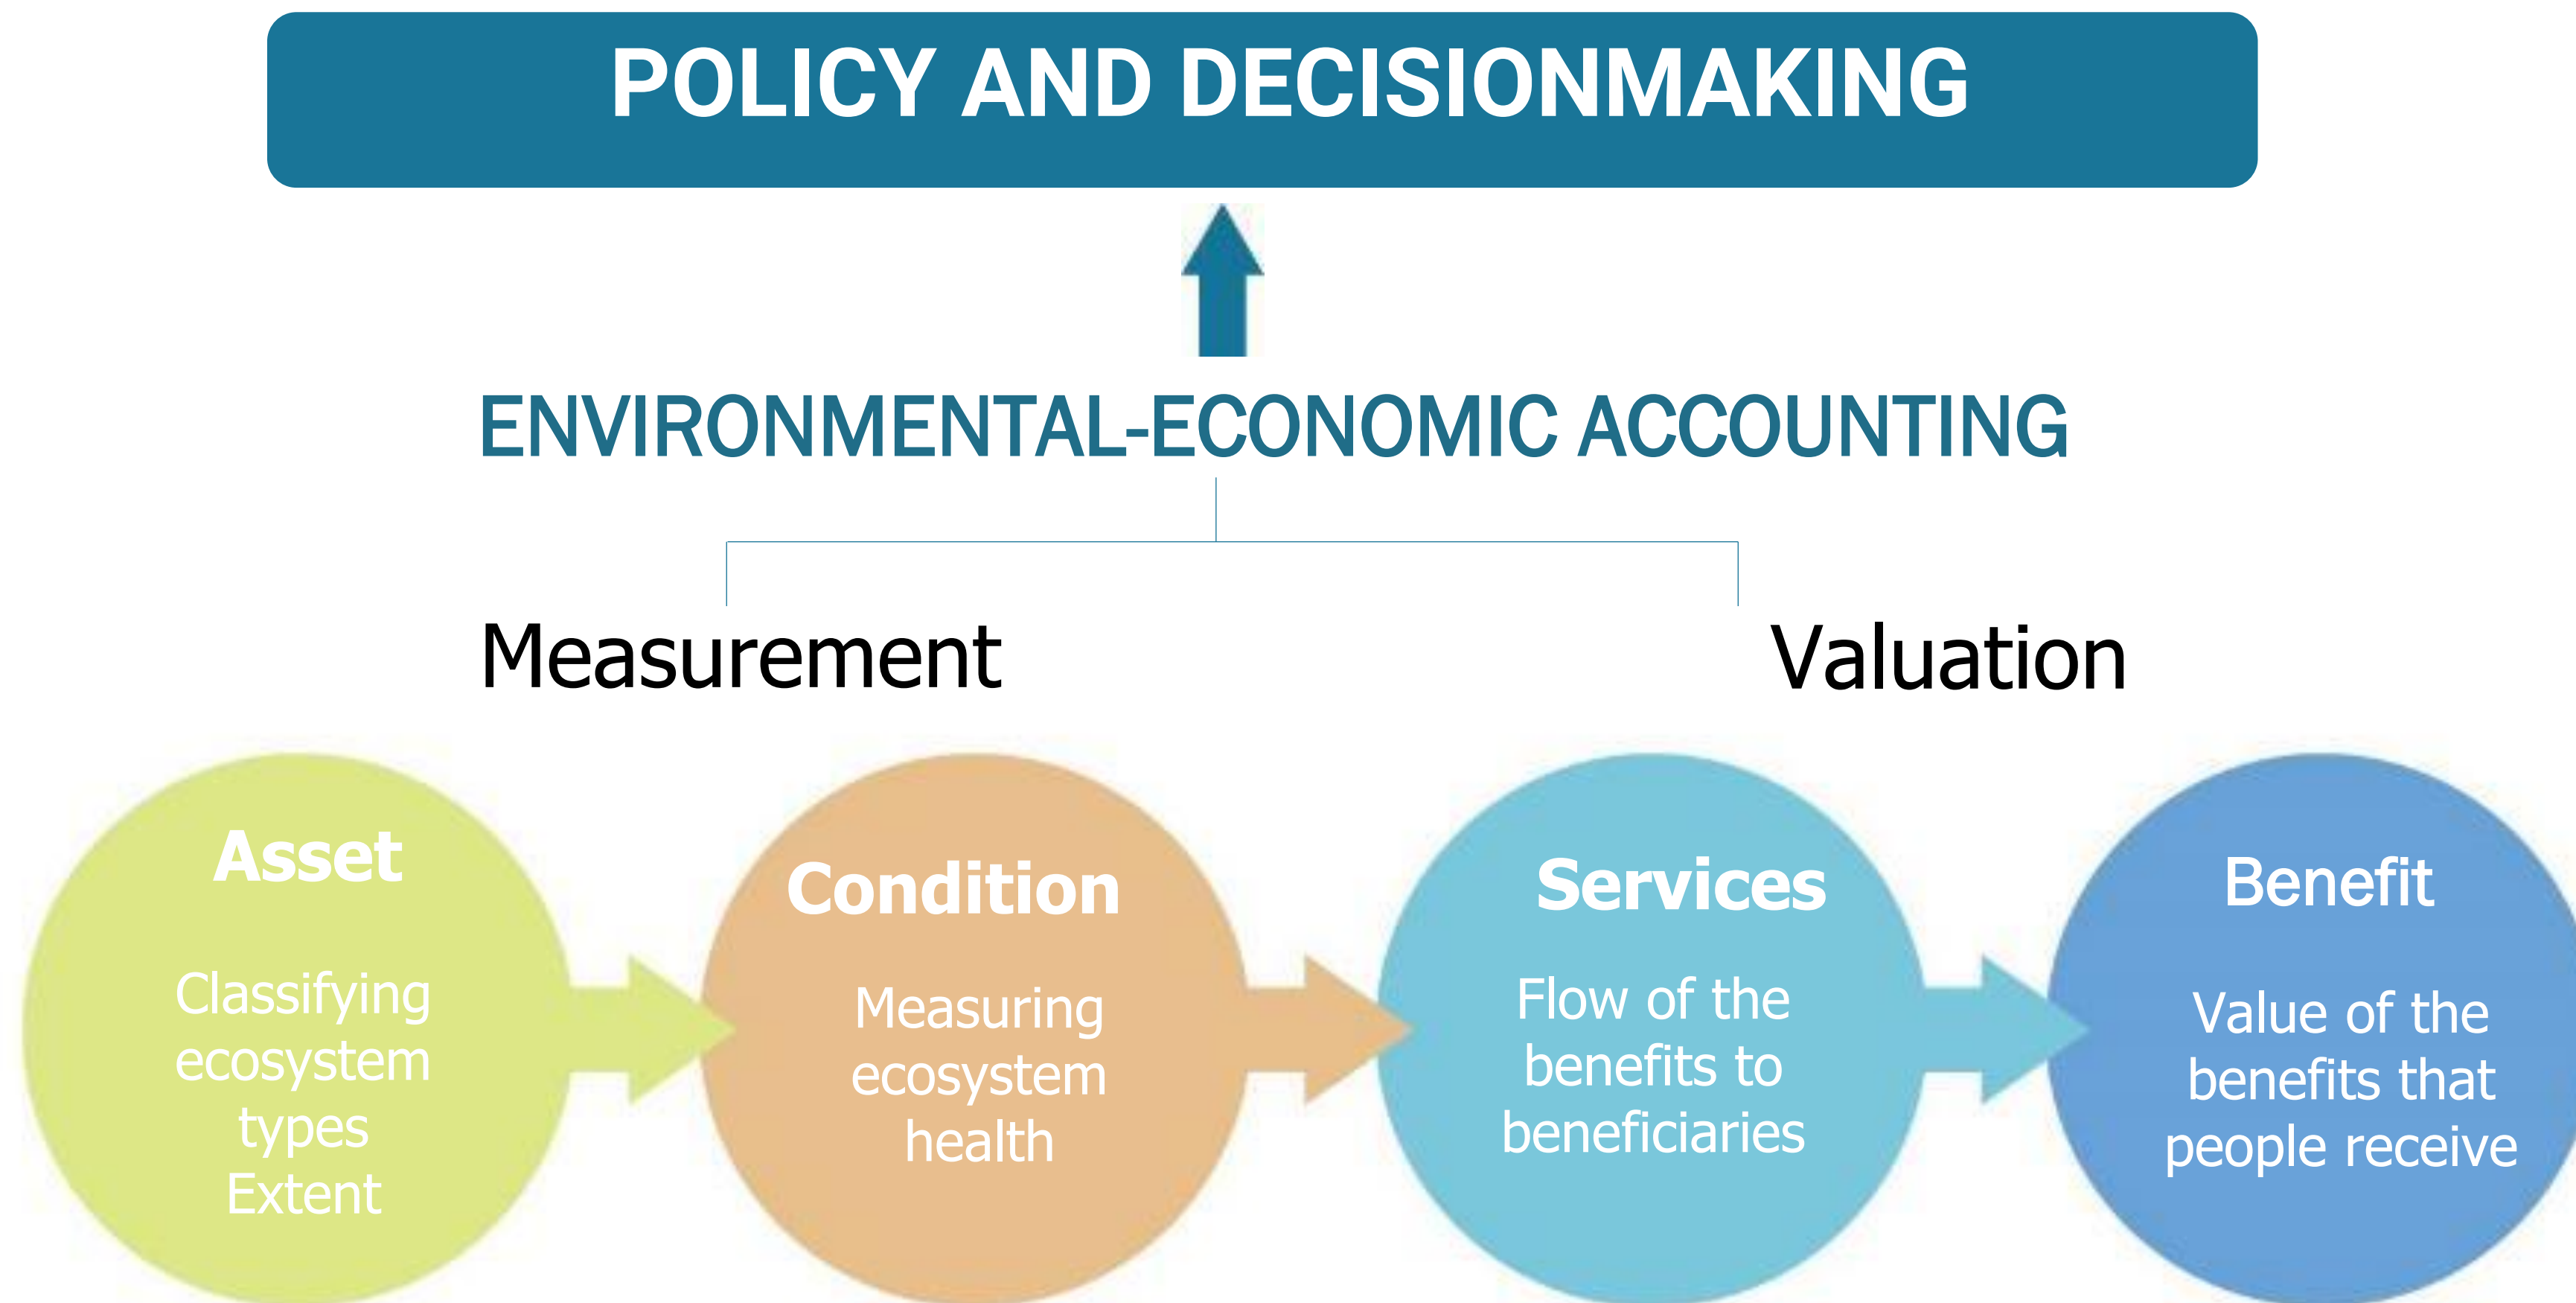 POLICY AND DECISIONMAKING
ENVIRONMENTAL-ECONOMIC ACCOUNTING
Measurement
Valuation
Asset
Classifying
ecosystem
types
Extent
Condition
Measuring
ecosystem
health
Services
Flow of the
benefits to
beneficiaries
Benefit
Value of the
benefits that
people receive